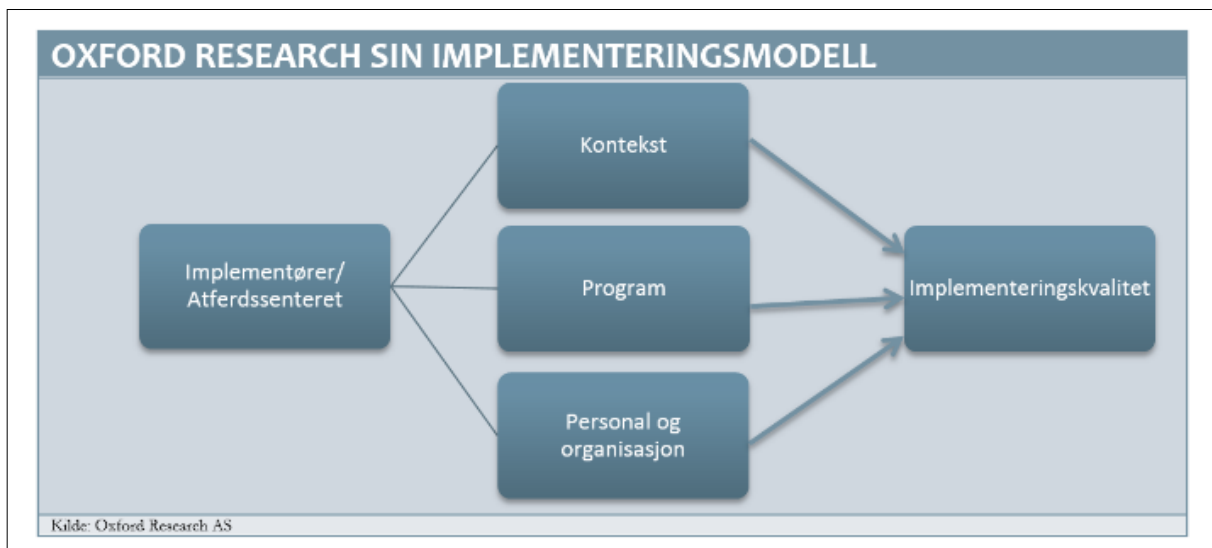 OXFORD RESEARCH SIN IMPLEMENTERINGSMODELL
Kontekst
Implementører/
Atferdssenteret
Program
Implementeringskvalitet
Personal og
organisasjon
Kilde: Oxford Research AS